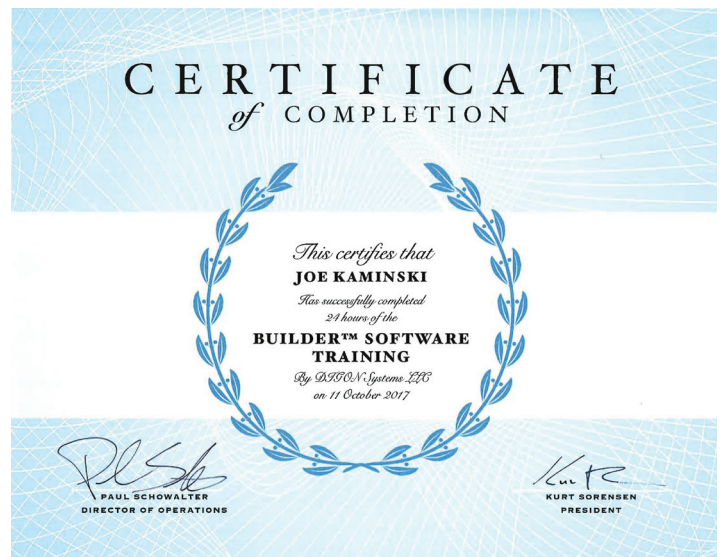 CERTIFICATE
of COMPLETION
This certifies that
JOE KAMINSKI
Has successfully completed
24 hours of the
BUILDER™ SOFTWARE
TRAINING
By DIGON Systems LLC
on 11 October 2017
PAUL SCHOWALTER
DIRECTOR OF OPERATIONS
KURT SORENSEN
PRESIDENT